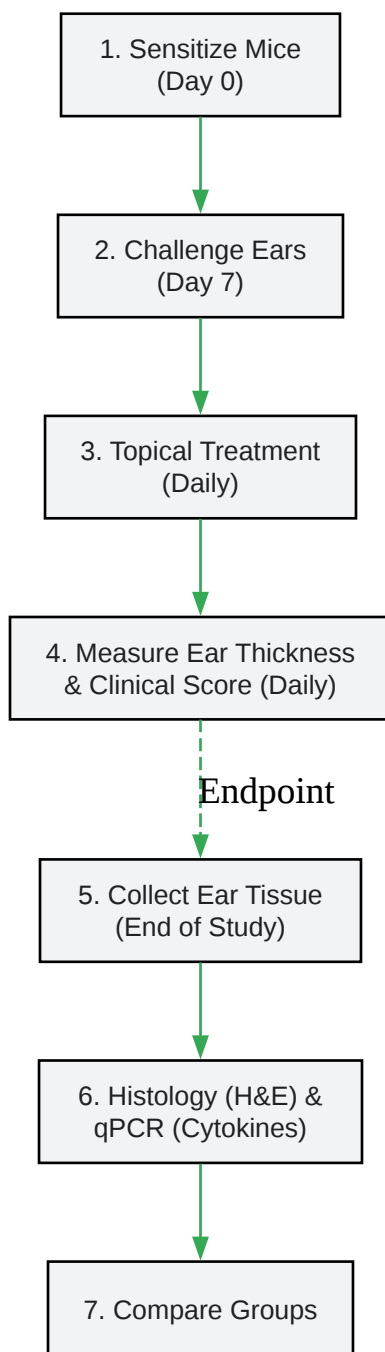 1. Sensitize Mice
(Day 0)
2. Challenge Ears
(Day 7)
3. Topical Treatment
(Daily)
4. Measure Ear Thickness
& Clinical Score (Daily)
Endpoint
5. Collect Ear Tissue
(End of Study)
6. Histology (H&E) &
qPCR (Cytokines)
7. Compare Groups